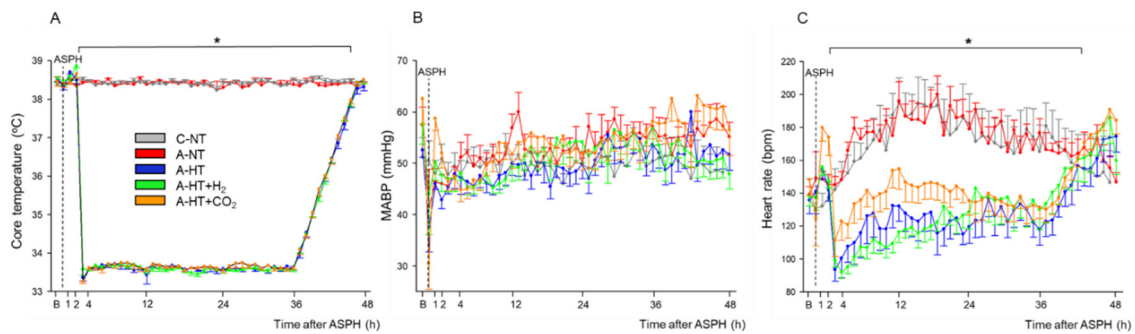 A
*
ASPH
Core temperature (ºC)
39
38
37
36
35
34
33
C-NT
A-NT
A-HT
A-HT+H2
A-HT+CO2
B 1 2 4 12 24 36 48
Time after ASPH (h)
B
ASPH
MABP (mmHg)
80
70
60
50
40
30
B 1 2 4 12 24 36 48
Time after ASPH (h)
C
*
ASPH
Heart rate (bpm)
220
200
180
160
140
120
100
80
B 1 2 4 12 24 36 48
Time after ASPH (h)